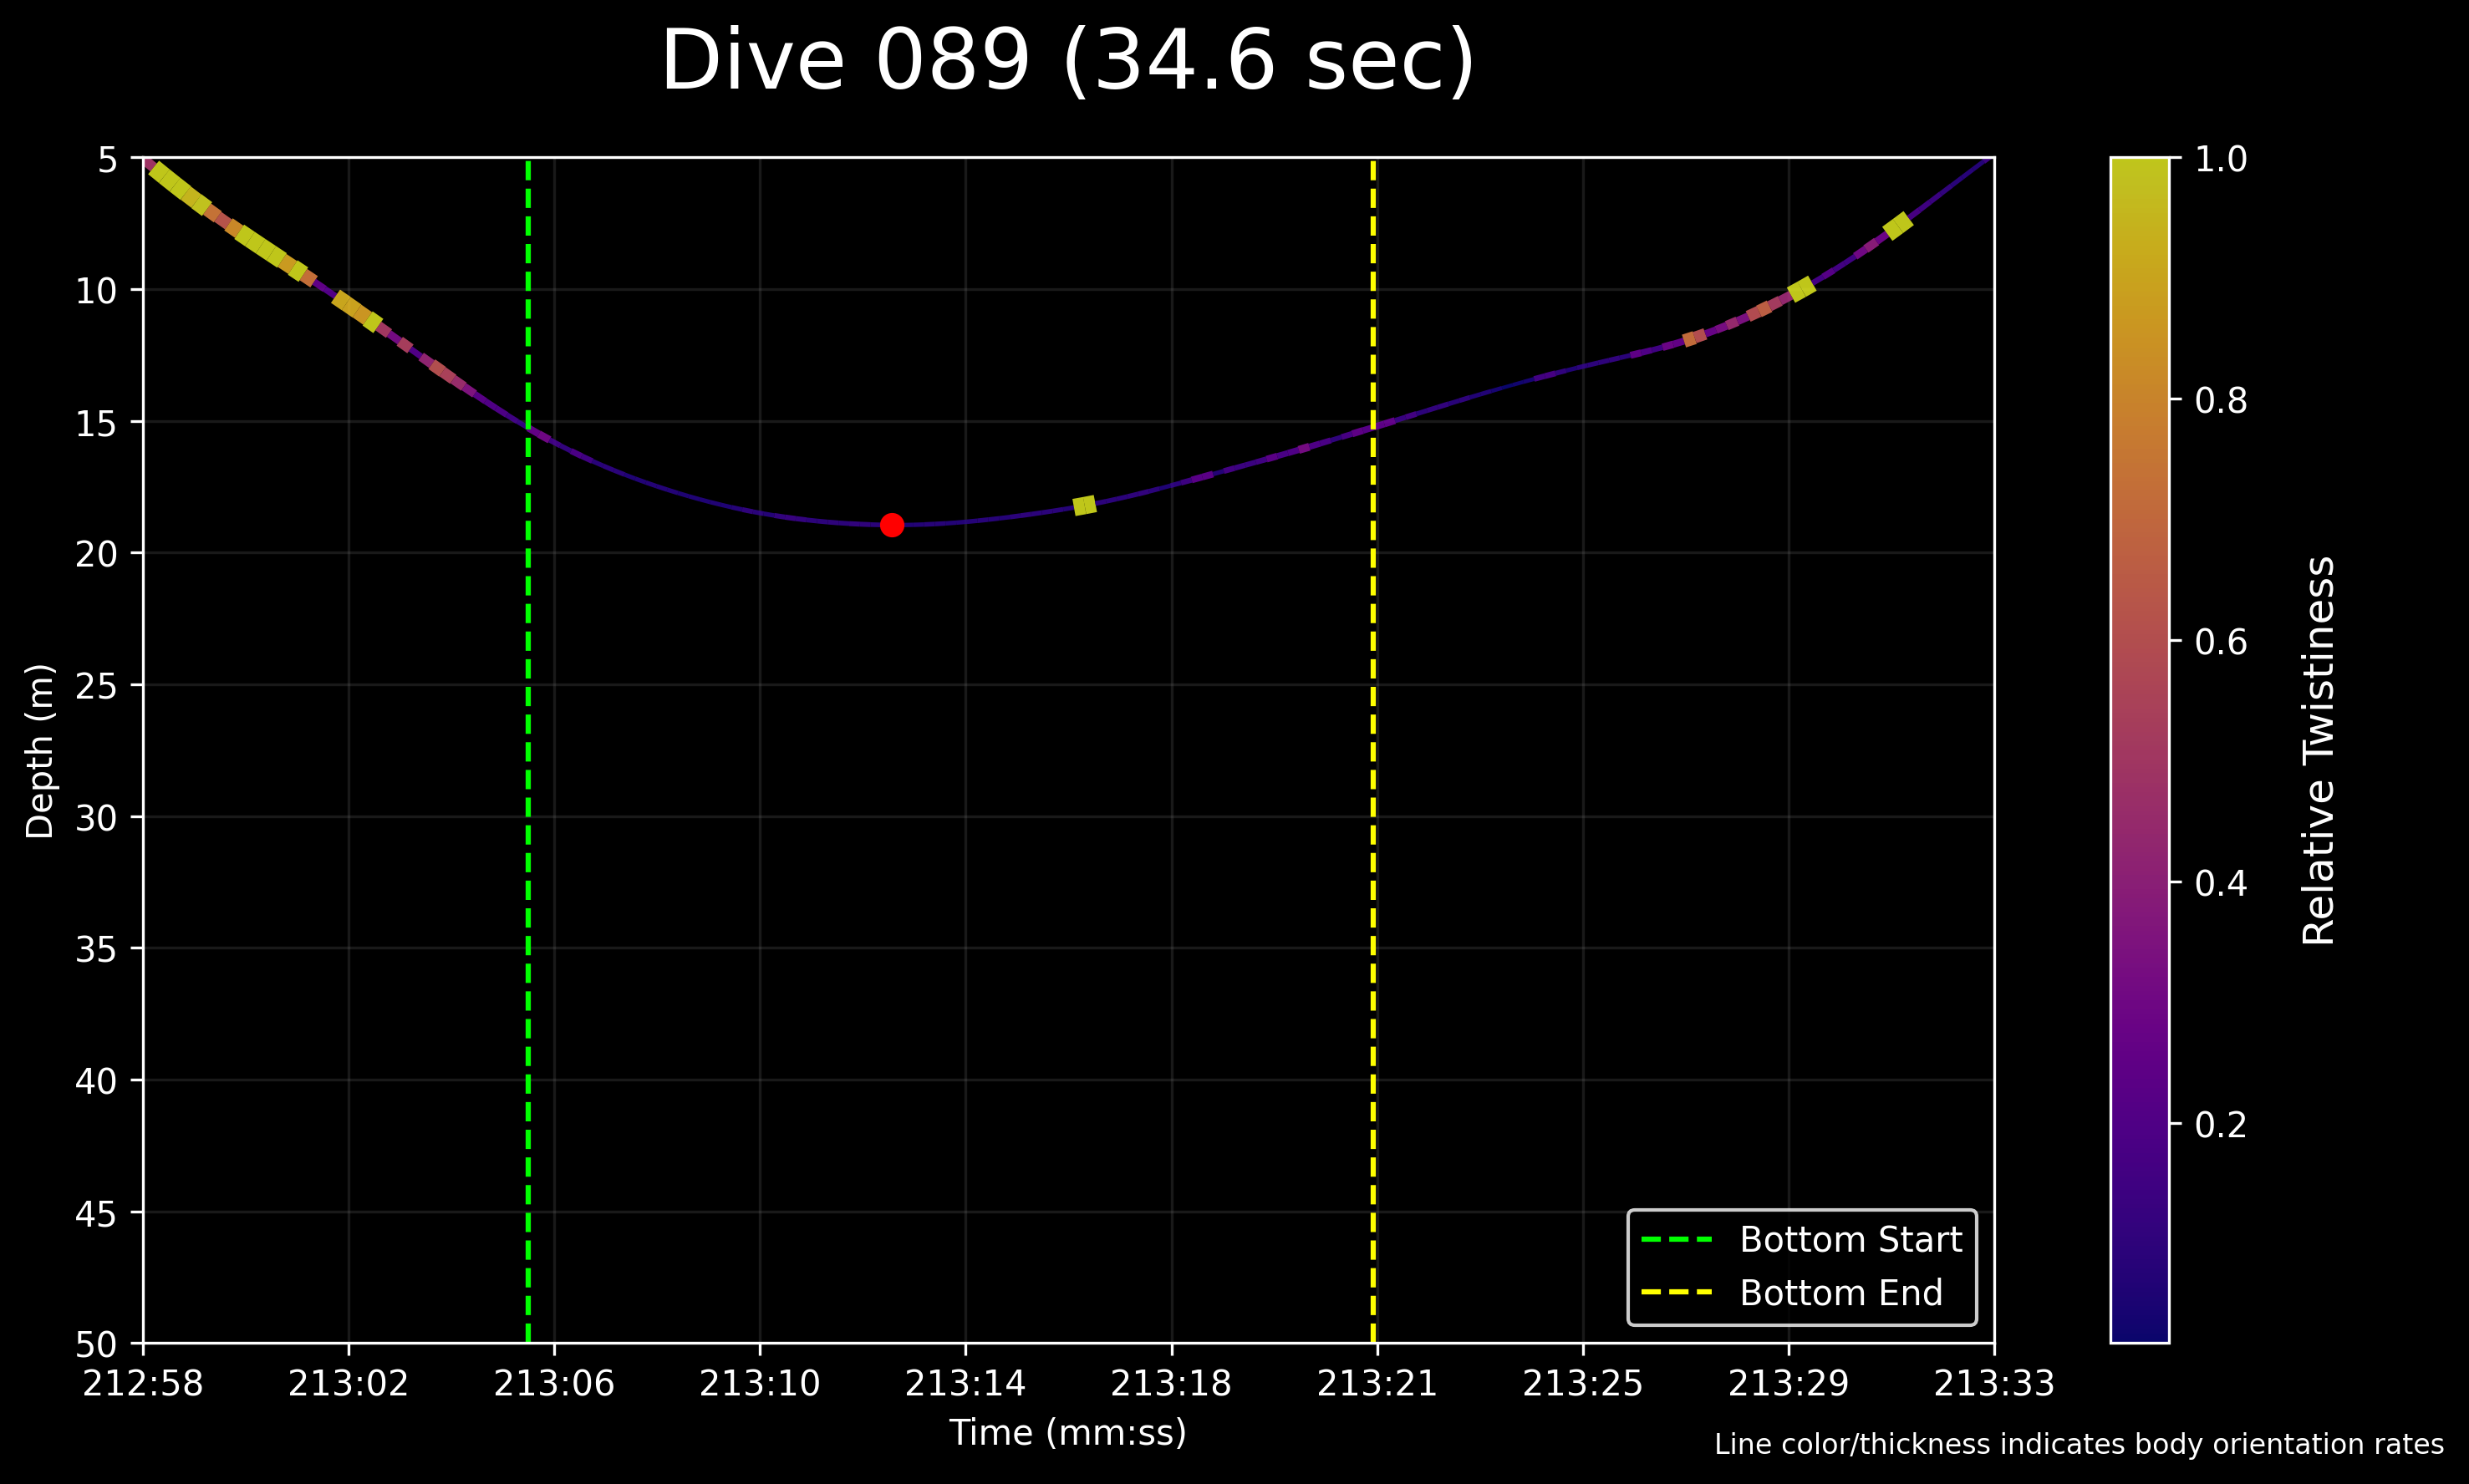 Dive 089 (34.6 sec)
5
10
15
20
25
30
35
40
45
50
Depth (m)
212:58 213:02 213:06 213:10 213:14 213:18 213:21 213:25 213:29 213:33
Time (mm:ss)
Bottom Start
Bottom End
1.0
0.8
0.6
0.4
0.2
Relative Twistiness
Line color/thickness indicates body orientation rates